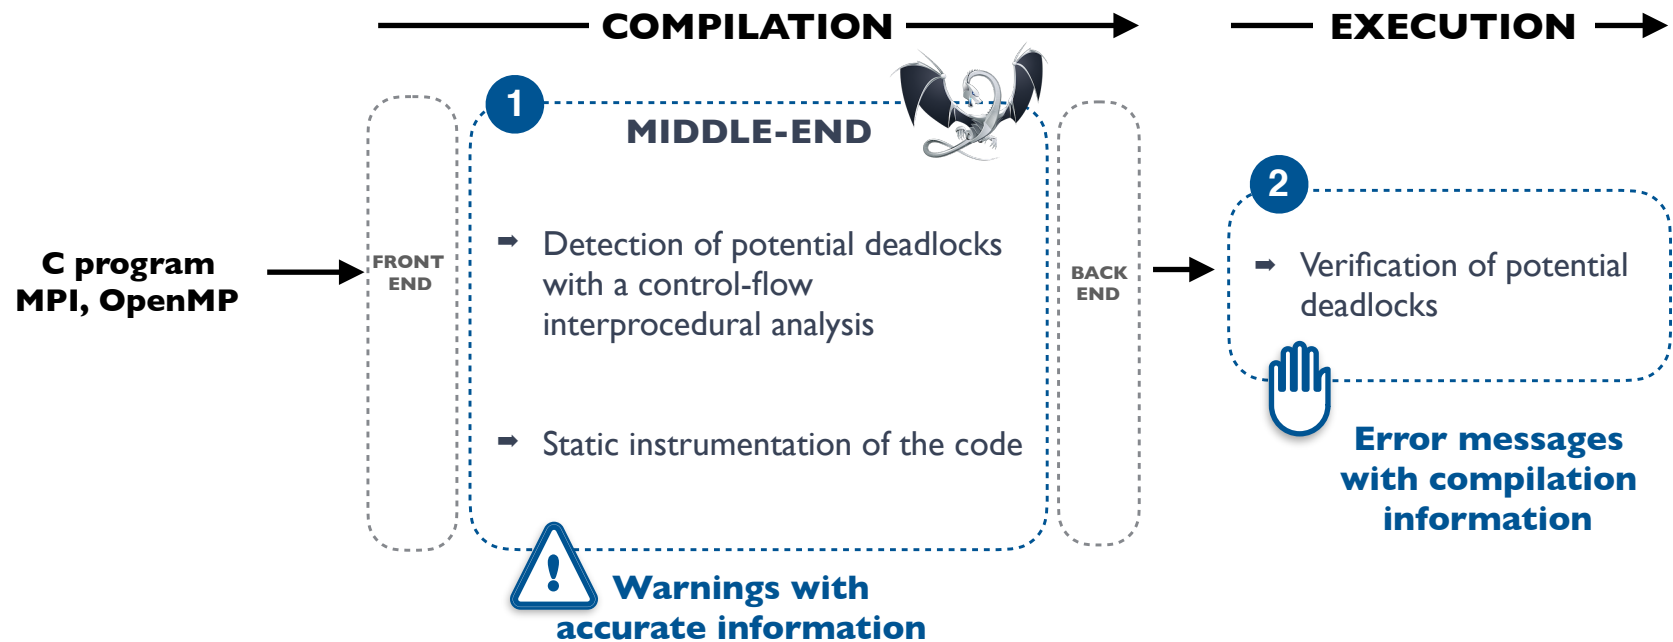 COMPILATION
EXECUTION
1
MIDDLE-END
2
C program
MPI, OpenMP
FRONT
END
➡ Detection of potential deadlocks
with a control-flow
interprocedural analysis
➡ Static instrumentation of the code
BACK
END
➡ Verification of potential
deadlocks
Error messages
with compilation
information
!
Warnings with
accurate information